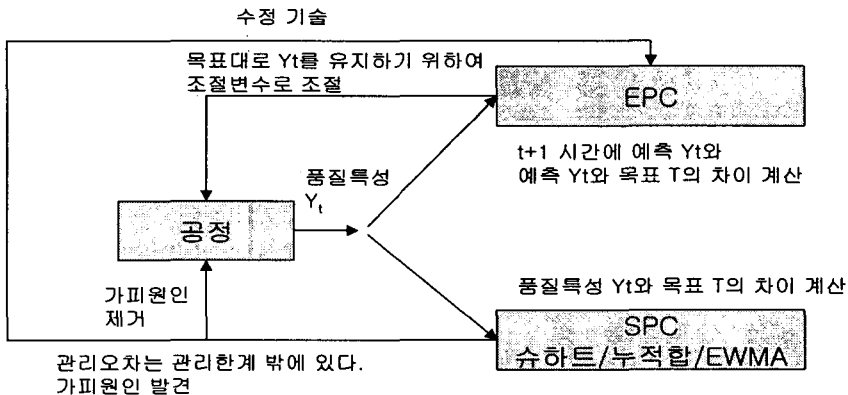 수정 기술
목표대로 Yt를 유지하기 위하여
조절변수로 조절
EPC
t+1 시간에 예측 Yt와
예측 Yt와 목표 T의 차이 계산
품질특성
Yt
공정
가피원인
제거
품질특성 Yt와 목표 T의 차이 계산
SPC
슈하트/누적합/EWMA
관리오차는 관리한계 밖에 있다.
가피원인 발견